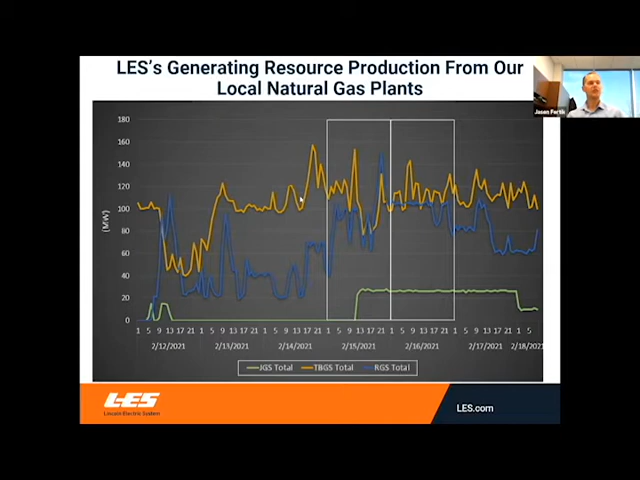 LES's Generating Resource Production From Our
Local Natural Gas Plants
Jason Fortik
180
160
140
120
100
80
60
40
20
0
(MW)
1 5 9 13 17 21 1 5 9 13 17 21 1 5 9 13 17 21 1 5 9 13 17 21 1 5 9 13 17 21 1 5 9 13 17 21 1 5
2/12/2021 2/13/2021 2/14/2021 2/15/2021 2/16/2021 2/17/2021 2/18/2021
JGS Total TBGS Total RGS Total
LES
Lincoln Electric System
LES.com